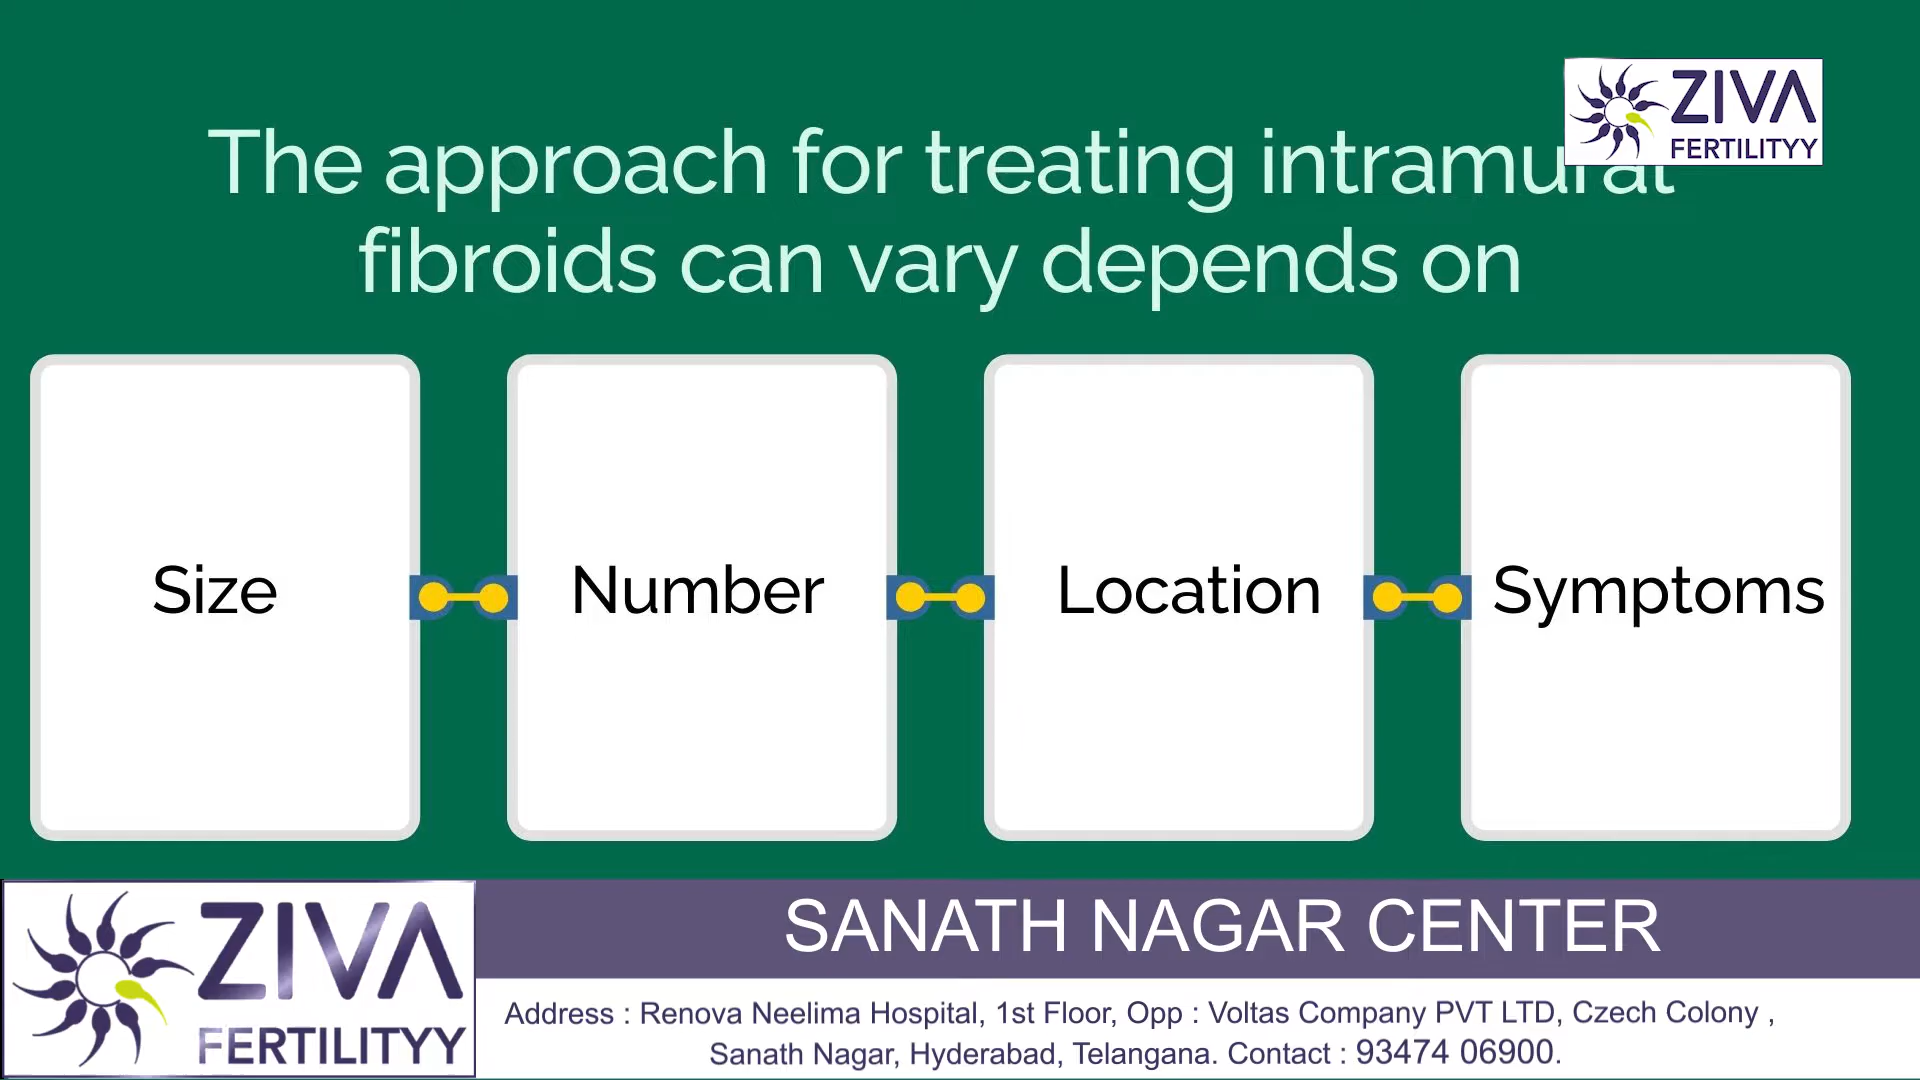 ZIVA
FERTILITYY
The approach for treating intramural
fibroids can vary depends on
Size
Number
Location
Symptoms
ZIVA
FERTILITYY
SANATH NAGAR CENTER
Address : Renova Neelima Hospital, 1st Floor, Opp : Voltas Company PVT LTD, Czech Colony ,
Sanath Nagar, Hyderabad, Telangana. Contact : 93474 06900.